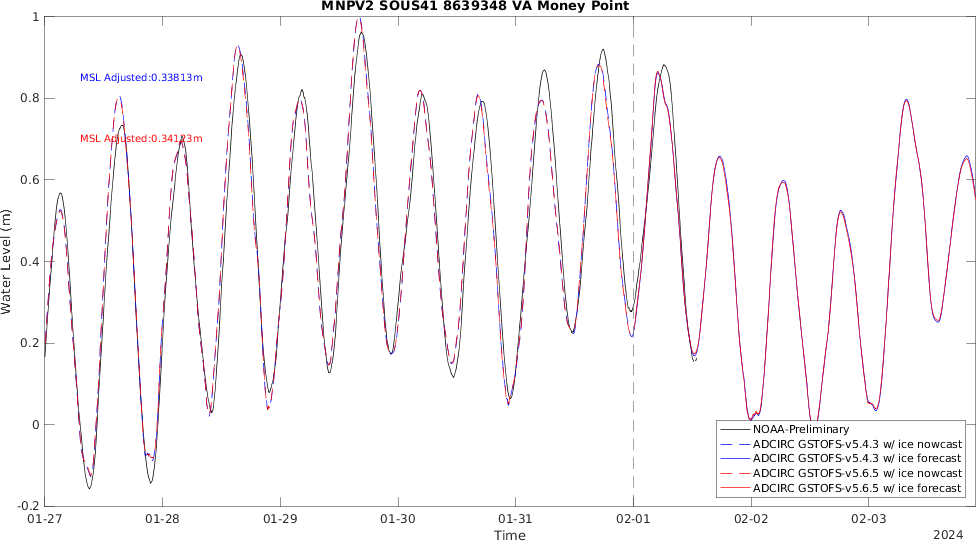 MNPV2 SOUS41 8639348 VA Money Point
1
MSL Adjusted:0.33813m
0.8
MSL Adjusted:0.34123m
0.6
Water Level (m)
0.4
0.2
0
-0.2
NOAA-Preliminary
ADCIRC GSTOFS-v5.4.3 w/ ice nowcast
ADCIRC GSTOFS-v5.4.3 w/ ice forecast
ADCIRC GSTOFS-v5.6.5 w/ ice nowcast
ADCIRC GSTOFS-v5.6.5 w/ ice forecast
01-27 01-28 01-29 01-30 01-31 02-01 02-02 02-03
Time
2024